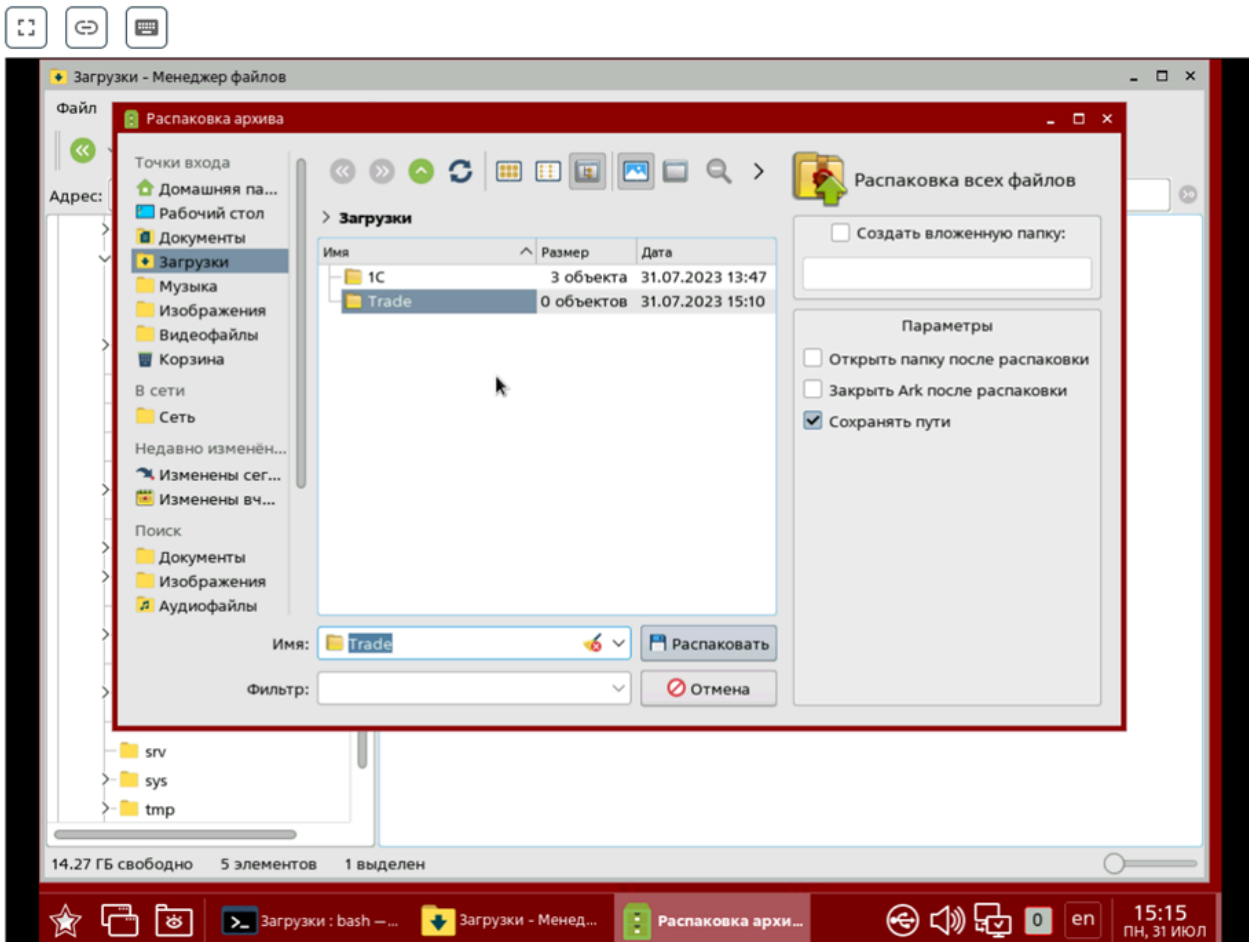 Загрузки - Менеджер файлов
Файл
Распаковка архива
Адрес:
Точки входа
Домашняя па...
Рабочий стол
Документы
Загрузки
Музыка
Изображения
Видеофайлы
Корзина
В сети
Сеть
Недавно изменён...
Изменены сег...
Изменены вч...
Поиск
Документы
Изображения
Аудиофайлы
Загрузки
Имя Размер Дата
1C 3 объекта 31.07.2023 13:47
Trade 0 объектов 31.07.2023 15:10
Распаковка всех файлов
Создать вложенную папку:
Параметры
Открыть папку после распаковки
Закрыть Ark после распаковки
Сохранять пути
Имя: Trade Распаковать
Фильтр: Отмена
srv
sys
tmp
14.27 ГБ свободно 5 элементов 1 выделен
Загрузки : bash —... Загрузки - Менед... Распаковка архи... 0 en 15:15
ПН, 31 ИЮЛ